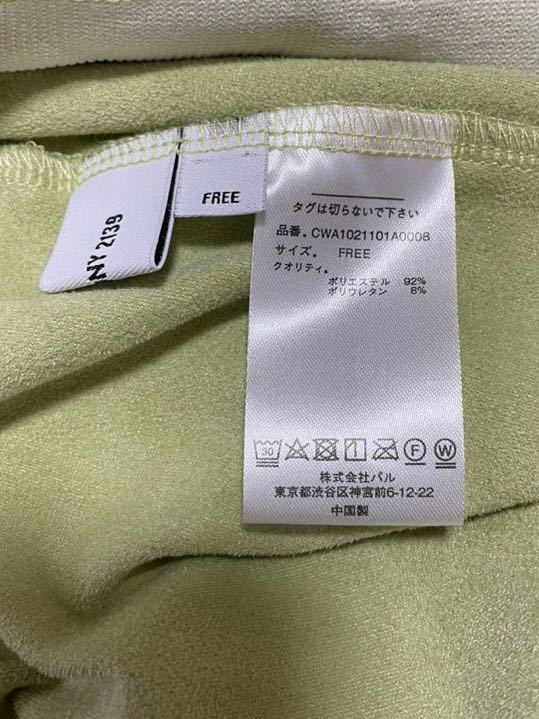 NY 2139
FREE
タグは切らないで下さい
品番. CWA1021101A0008
サイズ. FREE
クオリティ.
ポリエステル 92%
ポリウレタン 8%
30 F W
株式会社パル
東京都渋谷区神宮前6-12-22
中国製